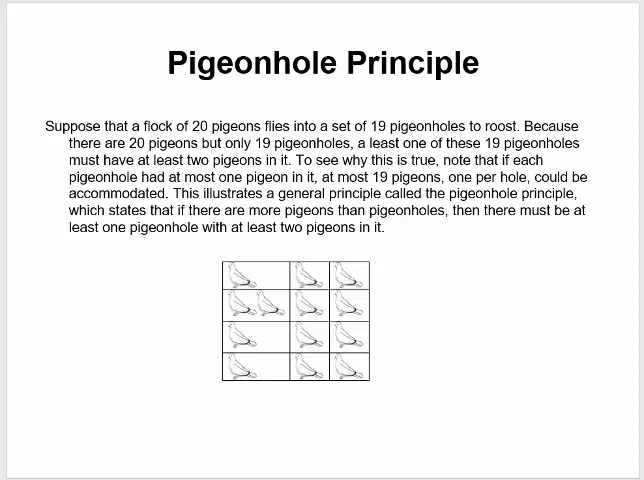 Pigeonhole Principle
Suppose that a flock of 20 pigeons flies into a set of 19 pigeonholes to roost. Because
there are 20 pigeons but only 19 pigeonholes, a least one of these 19 pigeonholes
must have at least two pigeons in it. To see why this is true, note that if each
pigeonhole had at most one pigeon in it, at most 19 pigeons, one per hole, could be
accommodated. This illustrates a general principle called the pigeonhole principle,
which states that if there are more pigeons than pigeonholes, then there must be at
least one pigeonhole with at least two pigeons in it.